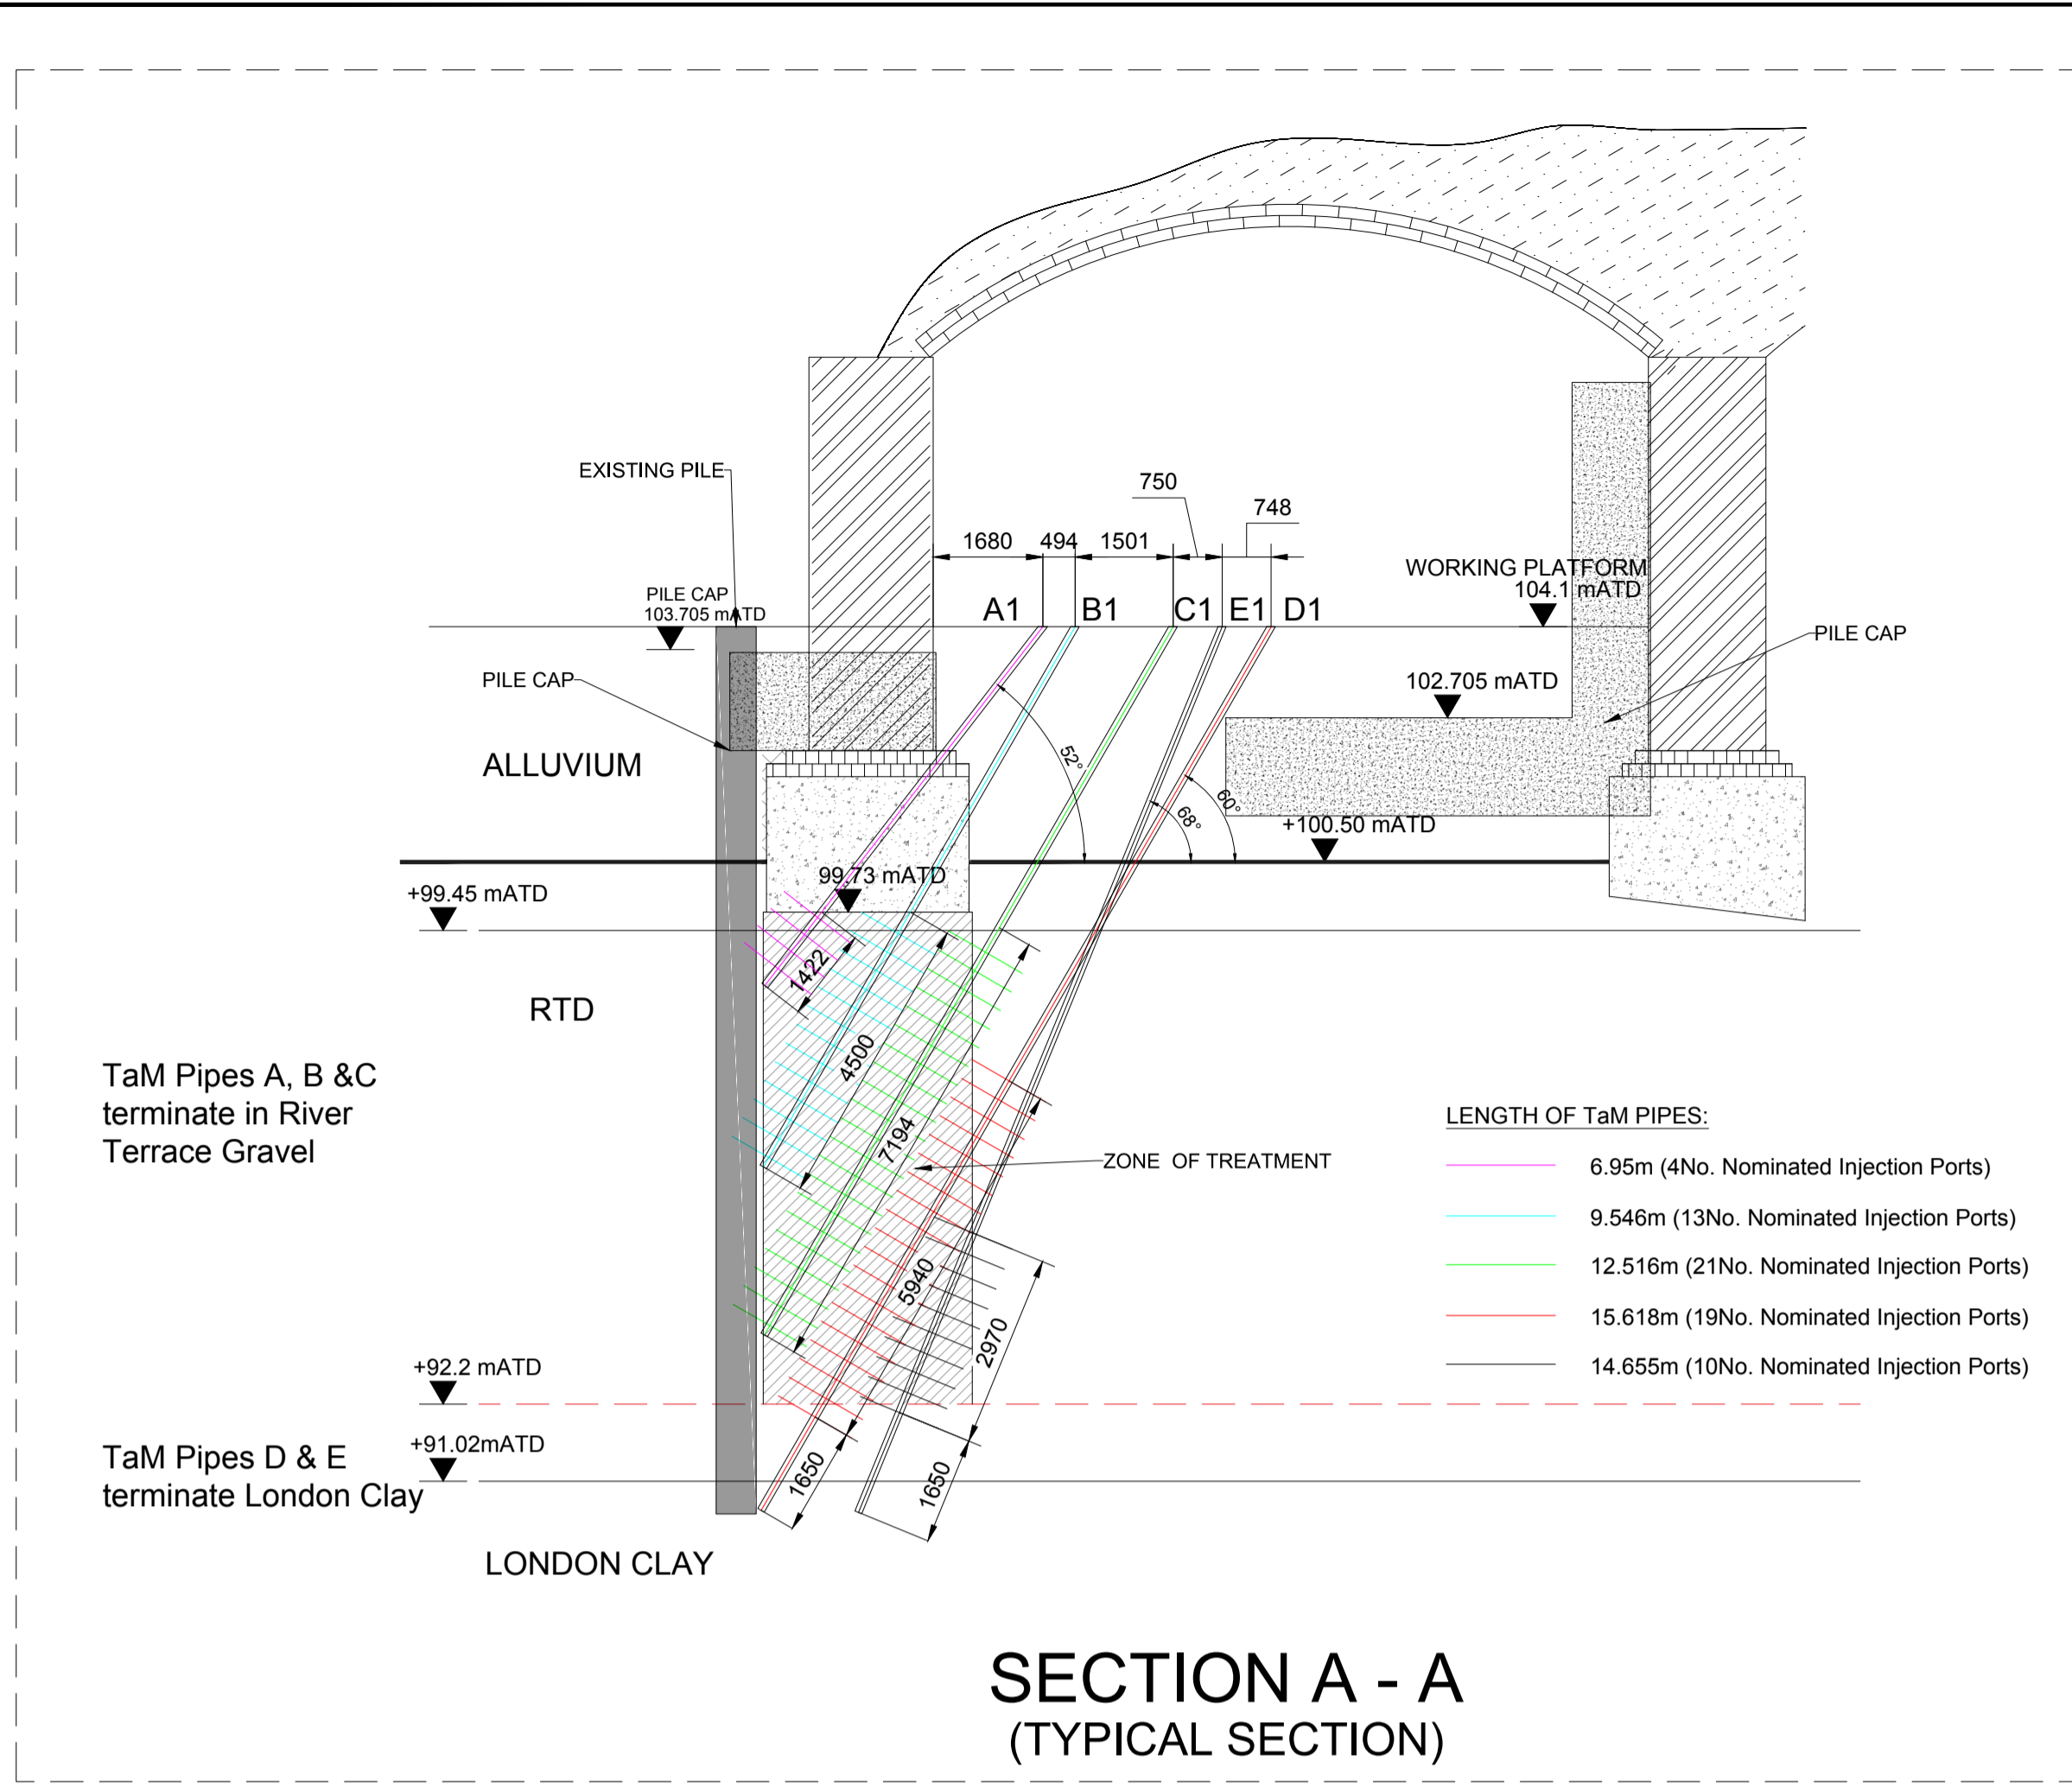 EXISTING PILE
750
748
1680
494
1501
WORKING PLATFORM
104.1 mATD
PILE CAP
103.705 mATD
A1
B1
C1
E1
D1
PILE CAP
PILE CAP
102.705 mATD
ALLUVIUM
52°
68°
60°
+100.50 mATD
99.73 mATD
+99.45 mATD
1422
RTD
4500
TaM Pipes A, B &C
terminate in River
Terrace Gravel
7194
ZONE OF TREATMENT
LENGTH OF TaM PIPES:
6.95m (4No. Nominated Injection Ports)
9.546m (13No. Nominated Injection Ports)
12.516m (21No. Nominated Injection Ports)
15.618m (19No. Nominated Injection Ports)
14.655m (10No. Nominated Injection Ports)
5940
2970
+92.2 mATD
+91.02mATD
TaM Pipes D & E
terminate London Clay
1650
1650
LONDON CLAY
SECTION A - A
(TYPICAL SECTION)